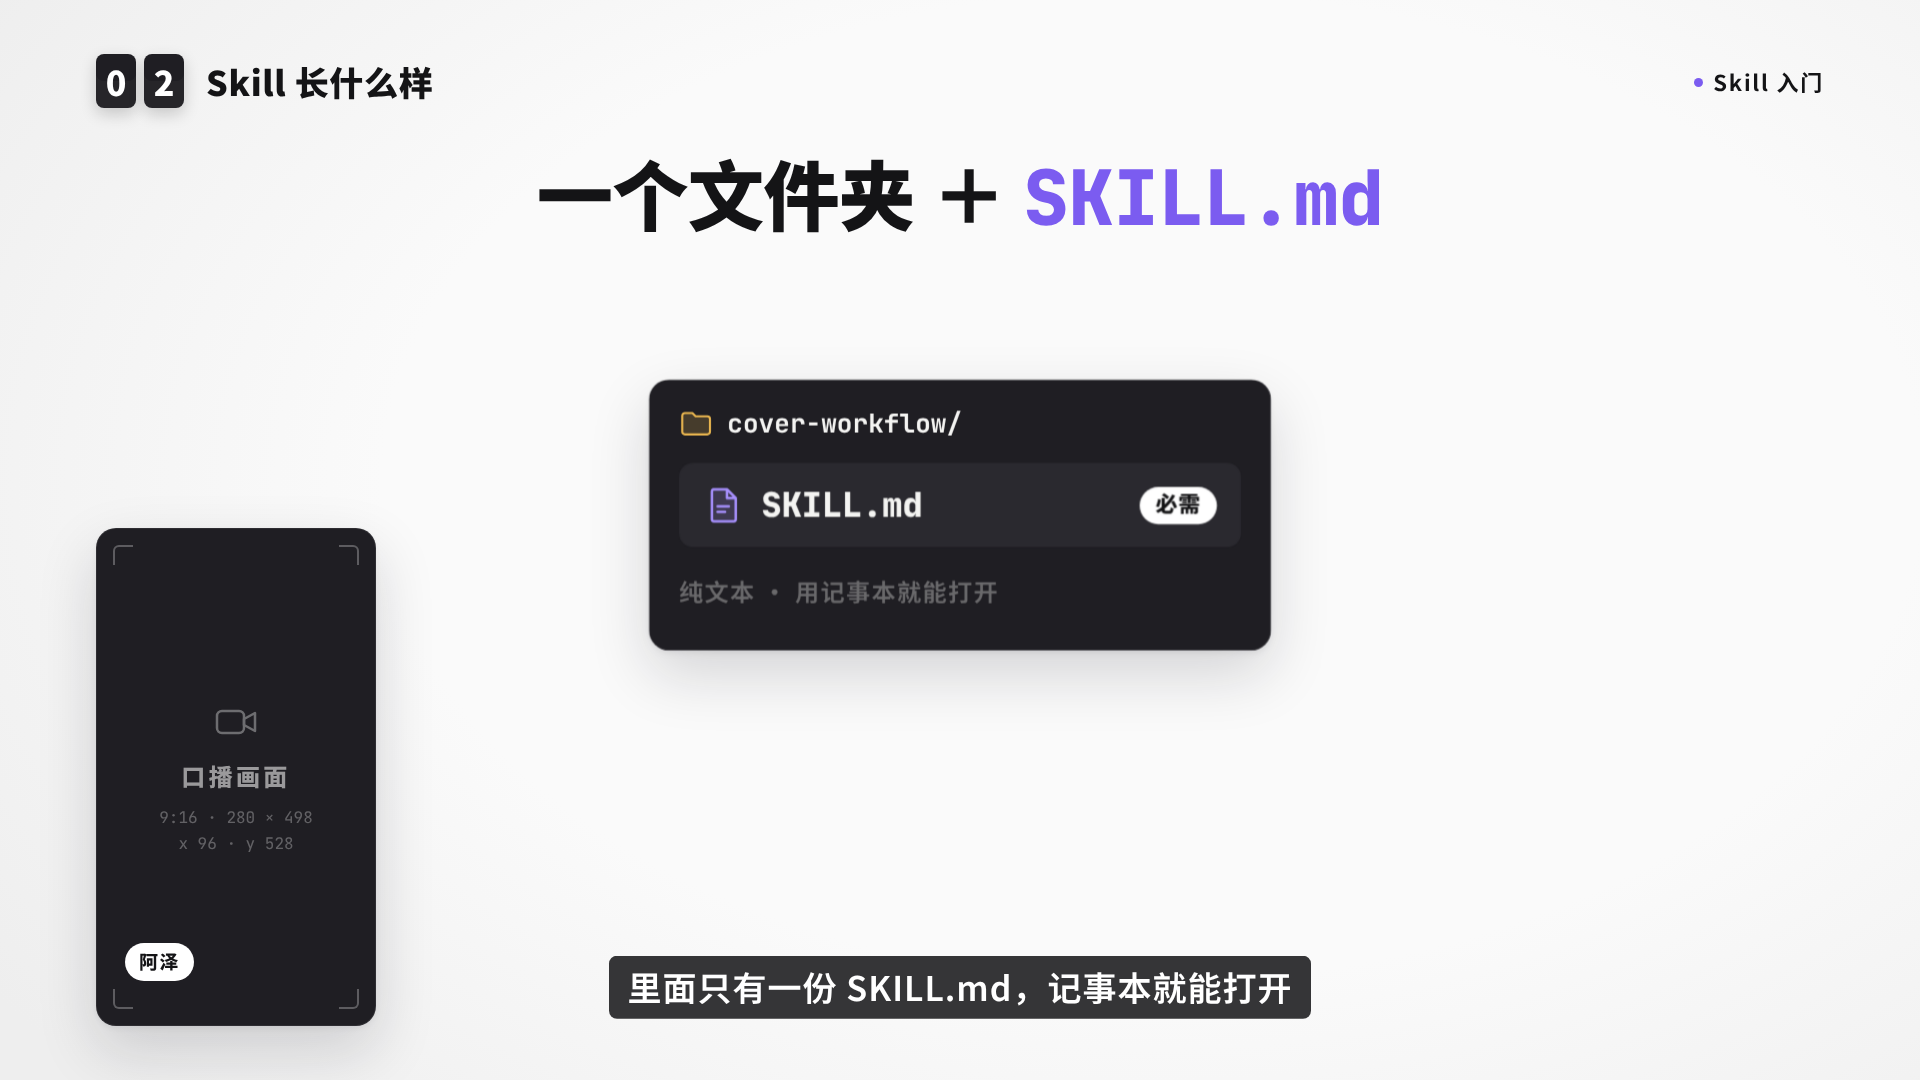 02 Skill 长什么样
Skill 入门
一个文件夹 + SKILL.md
cover-workflow/
SKILL.md 必需
纯文本 · 用记事本就能打开
口播画面
9:16 · 280 × 498
x 96 · y 528
阿泽
里面只有一份 SKILL.md，记事本就能打开